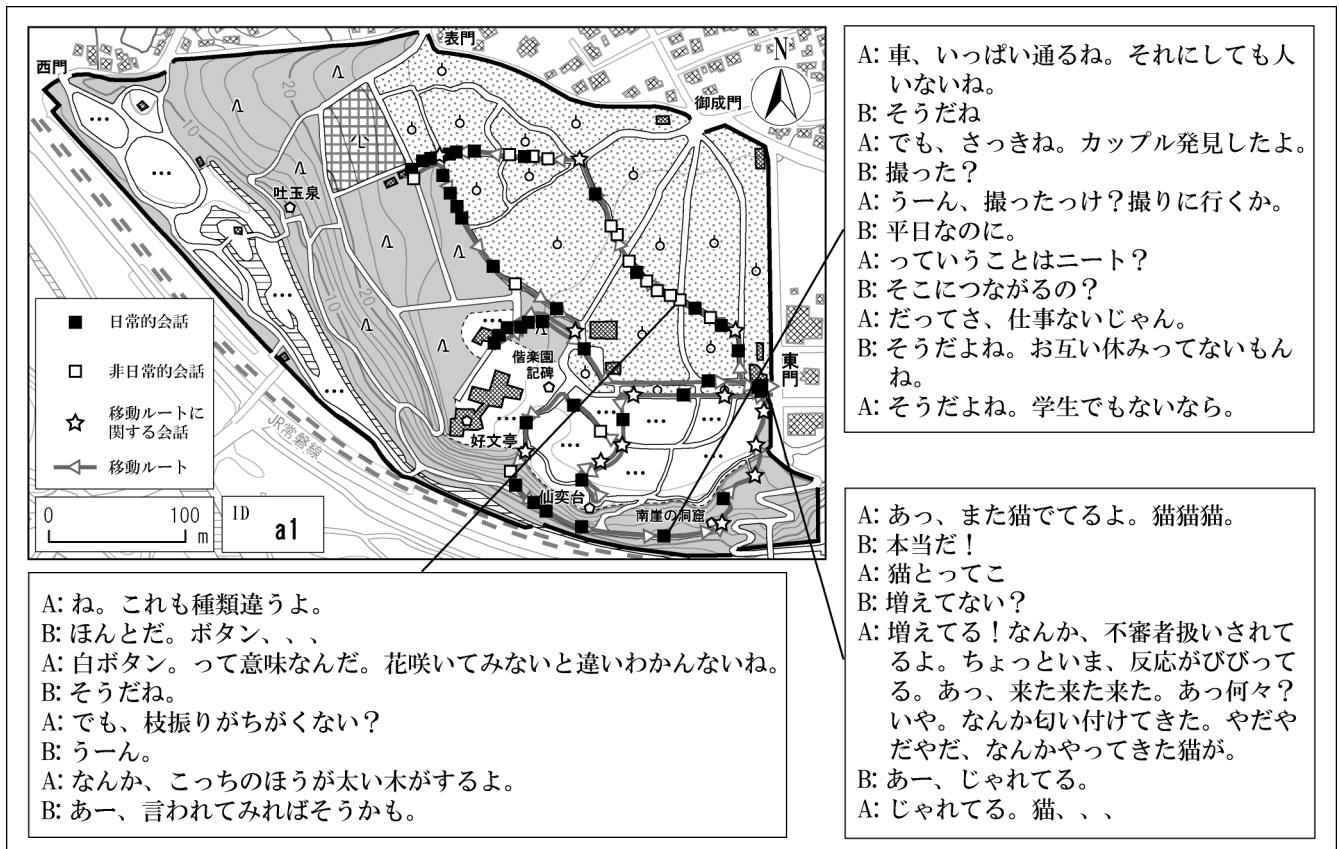 表門
西門
N
御成門
20
10
吐玉泉
20
10
東門
偕楽園
記碑
好文亭
仙奕台
南崖の洞窟
JR常磐線
日常的会話
非日常的会話
移動ルートに
関する会話
移動ルート
0 100
m
ID
a1
A: 車、いっぱい通るね。それにしても人
いないね。
B: そうだね
A: でも、さっきね。カップル発見したよ。
B: 撮った？
A: うーん、撮ったっけ？撮りに行くか。
B: 平日なのに。
A: っていうことはニート？
B: そこにつながるの？
A: だってさ、仕事ないじゃん。
B: そうだよね。お互い休みってないもん
ね。
A: そうだよね。学生でもないなら。
A: あっ、また猫でてるよ。猫猫猫。
B: 本当だ！
A: 猫とってこ
B: 増えてない？
A: 増えてる！なんか、不審者扱いされて
るよ。ちょっといま、反応がびびって
る。あっ、来た来た来た。あっ何々？
いや。なんか匂い付けてきた。やだや
だやだ、なんかやってきた猫が。
B: あー、じゃれてる。
A: じゃれてる。猫、、、
A: ね。これも種類違うよ。
B: ほんとだ。ボタン、、、
A: 白ボタン。って意味なんだ。花咲いてみないと違いわかんないね。
B: そうだね。
A: でも、枝振りがちがくない？
B: うーん。
A: なんか、こっちのほうが太い木がするよ。
B: あー、言われてみればそうかも。